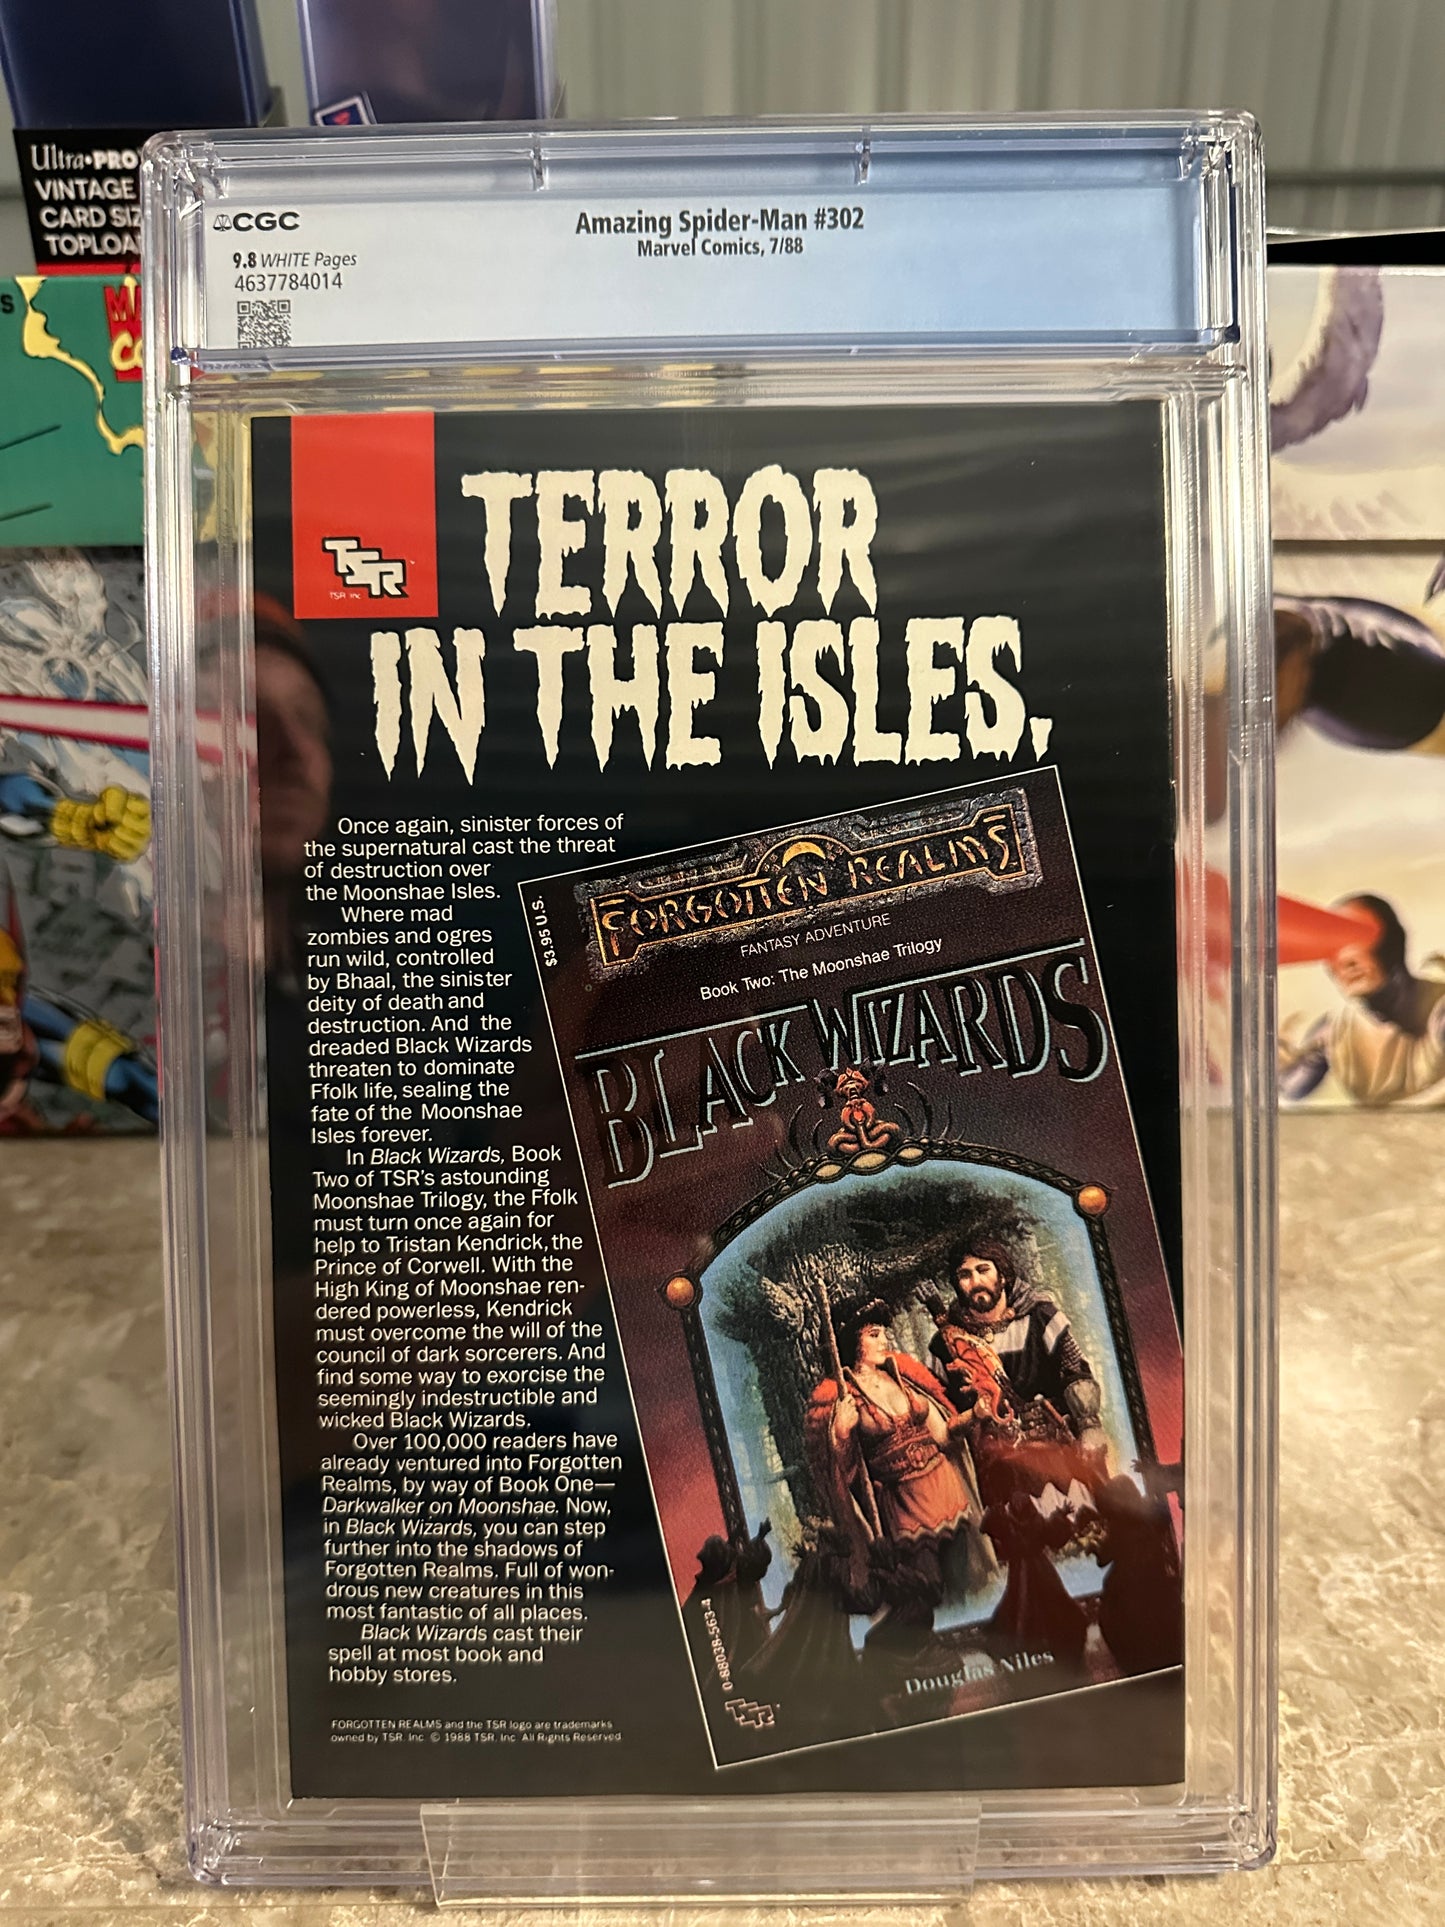 Ultra•PRO
VINTAGE
CARD SIZ
TOPLOA
CGC
Amazing Spider-Man #302
Marvel Comics, 7/88
9.8 WHITE Pages
4637784014
TSR
TSR Inc
TERROR
IN THE ISLES.
Once again, sinister forces of
the supernatural cast the threat
of destruction over
the Moonshae Isles.
Where mad
zombies and ogres
run wild, controlled
by Bhaal, the sinister
deity of death and
destruction. And the
dreaded Black Wizards
threaten to dominate
Ffolk life, sealing the
fate of the Moonshae
Isles forever.
In Black Wizards, Book
Two of TSR's astounding
Moonshae Trilogy, the Ffolk
must turn once again for
help to Tristan Kendrick, the
Prince of Corwell. With the
High King of Moonshae ren-
dered powerless, Kendrick
must overcome the will of the
council of dark sorcerers. And
find some way to exorcise the
seemingly indestructible and
wicked Black Wizards.
Over 100,000 readers have
already ventured into Forgotten
Realms, by way of Book One—
Darkwalker on Moonshae. Now,
in Black Wizards, you can step
further into the shadows of
Forgotten Realms. Full of won-
drous new creatures in this
most fantastic of all places.
Black Wizards cast their
spell at most book and
hobby stores.
FORGOTTEN REALMS and the TSR logo are trademarks
owned by TSR, Inc. © 1988 TSR, Inc. All Rights Reserved
$3.95 U.S.
FORGOTTEN REALMS
FANTASY ADVENTURE
Book Two: The Moonshae Trilogy
BLACK WIZARDS
0-88038-563-4
TSR
Douglas Niles